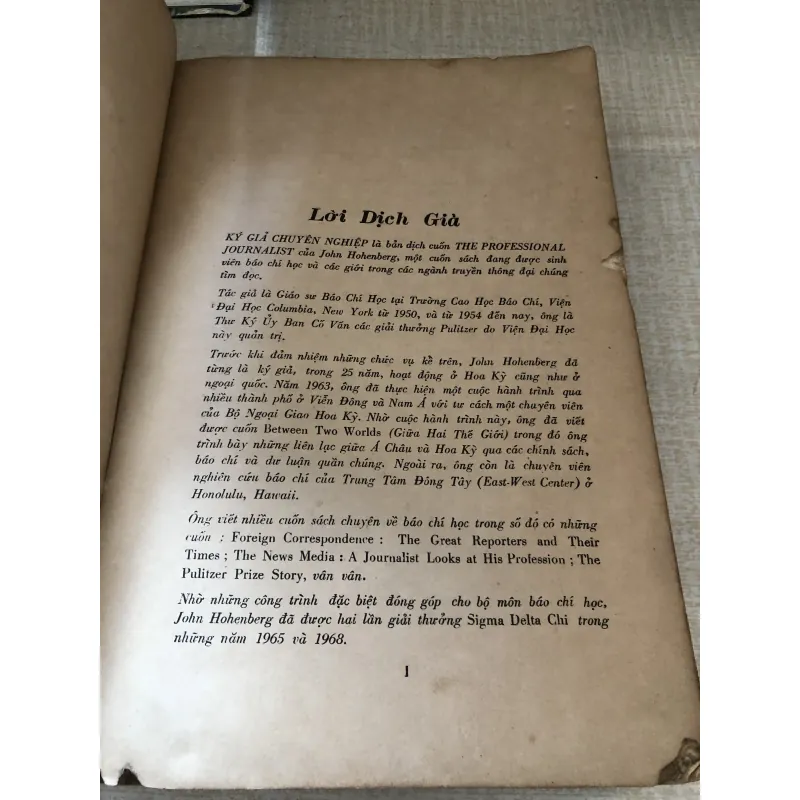 Lời Dịch Giả
KÝ GIẢ CHUYÊN NGHIỆP là bản dịch cuốn THE PROFESSIONAL
JOURNALIST của John Hohenberg, một cuốn sách đang được sinh
viên báo chí học và các giới trong các ngành truyền thông đại chúng
tìm đọc.
Tác giả là Giáo sư Báo Chí Học tại Trường Cao Học Báo Chí, Viện
Đại Học Columbia, New York từ 1950, và từ 1954 đến nay, ông là
Thư Ký Ủy Ban Cố Vấn các giải thưởng Pulitzer do Viện Đại Học
này quản trị.
Trước khi đảm nhiệm những chức vụ kể trên, John Hohenberg đã
từng là ký giả, trong 25 năm, hoạt động ở Hoa Kỳ cũng như ở
ngoại quốc. Năm 1963, ông đã thực hiện một cuộc hành trình qua
nhiều thành phố ở Viễn Đông và Nam Á với tư cách một chuyên viên
của Bộ Ngoại Giao Hoa Kỳ. Nhờ cuộc hành trình này, ông đã viết
được cuốn Between Two Worlds (Giữa Hai Thế Giới) trong đó ông
trình bày những liên lạc giữa Á Châu và Hoa Kỳ qua các chính sách,
báo chí và dư luận quần chúng. Ngoài ra, ông còn là chuyên viên
nghiên cứu báo chí của Trung Tâm Đông Tây (East-West Center) ở
Honolulu, Hawaii.
Ông viết nhiều cuốn sách chuyên về báo chí học trong số đó có những
cuốn : Foreign Correspondence : The Great Reporters and Their
Times ; The News Media : A Journalist Looks at His Profession ; The
Pulitzer Prize Story, vân vân.
Nhờ những công trình đặc biệt đóng góp cho bộ môn báo chí học,
John Hohenberg đã được hai lần giải thưởng Sigma Delta Chi trong
những năm 1965 và 1968.
1